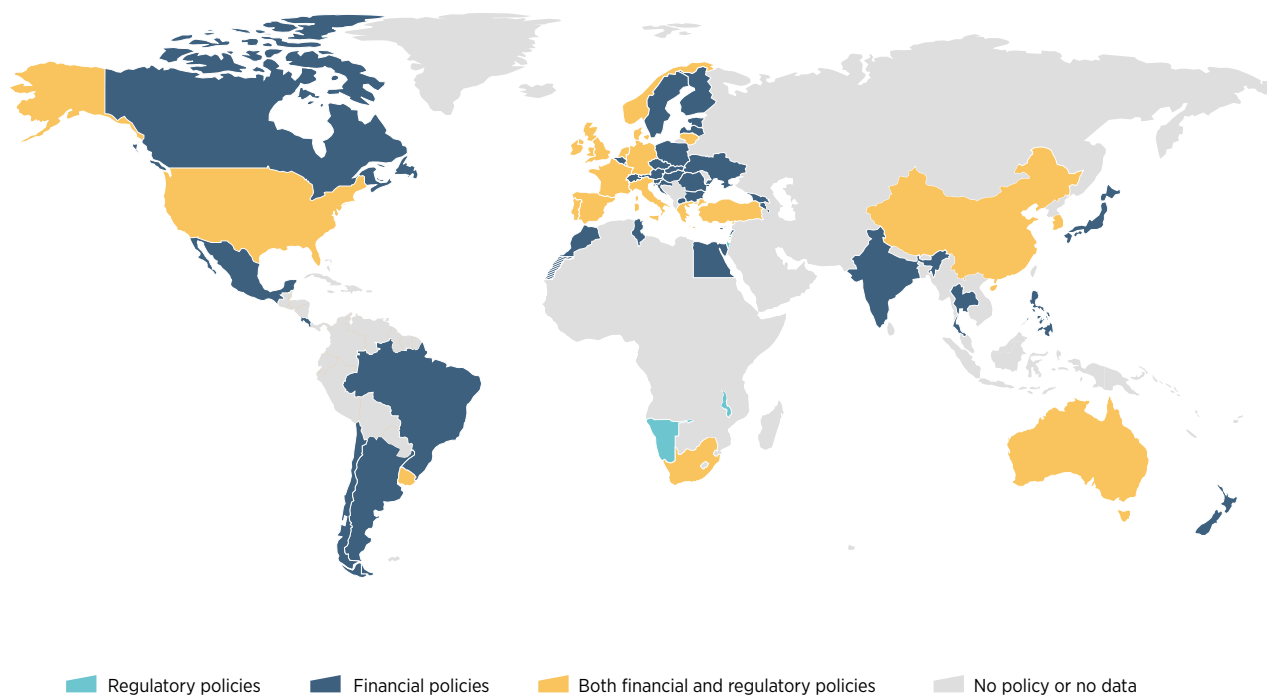 Regulatory policies
Financial policies
Both financial and regulatory policies
No policy or no data